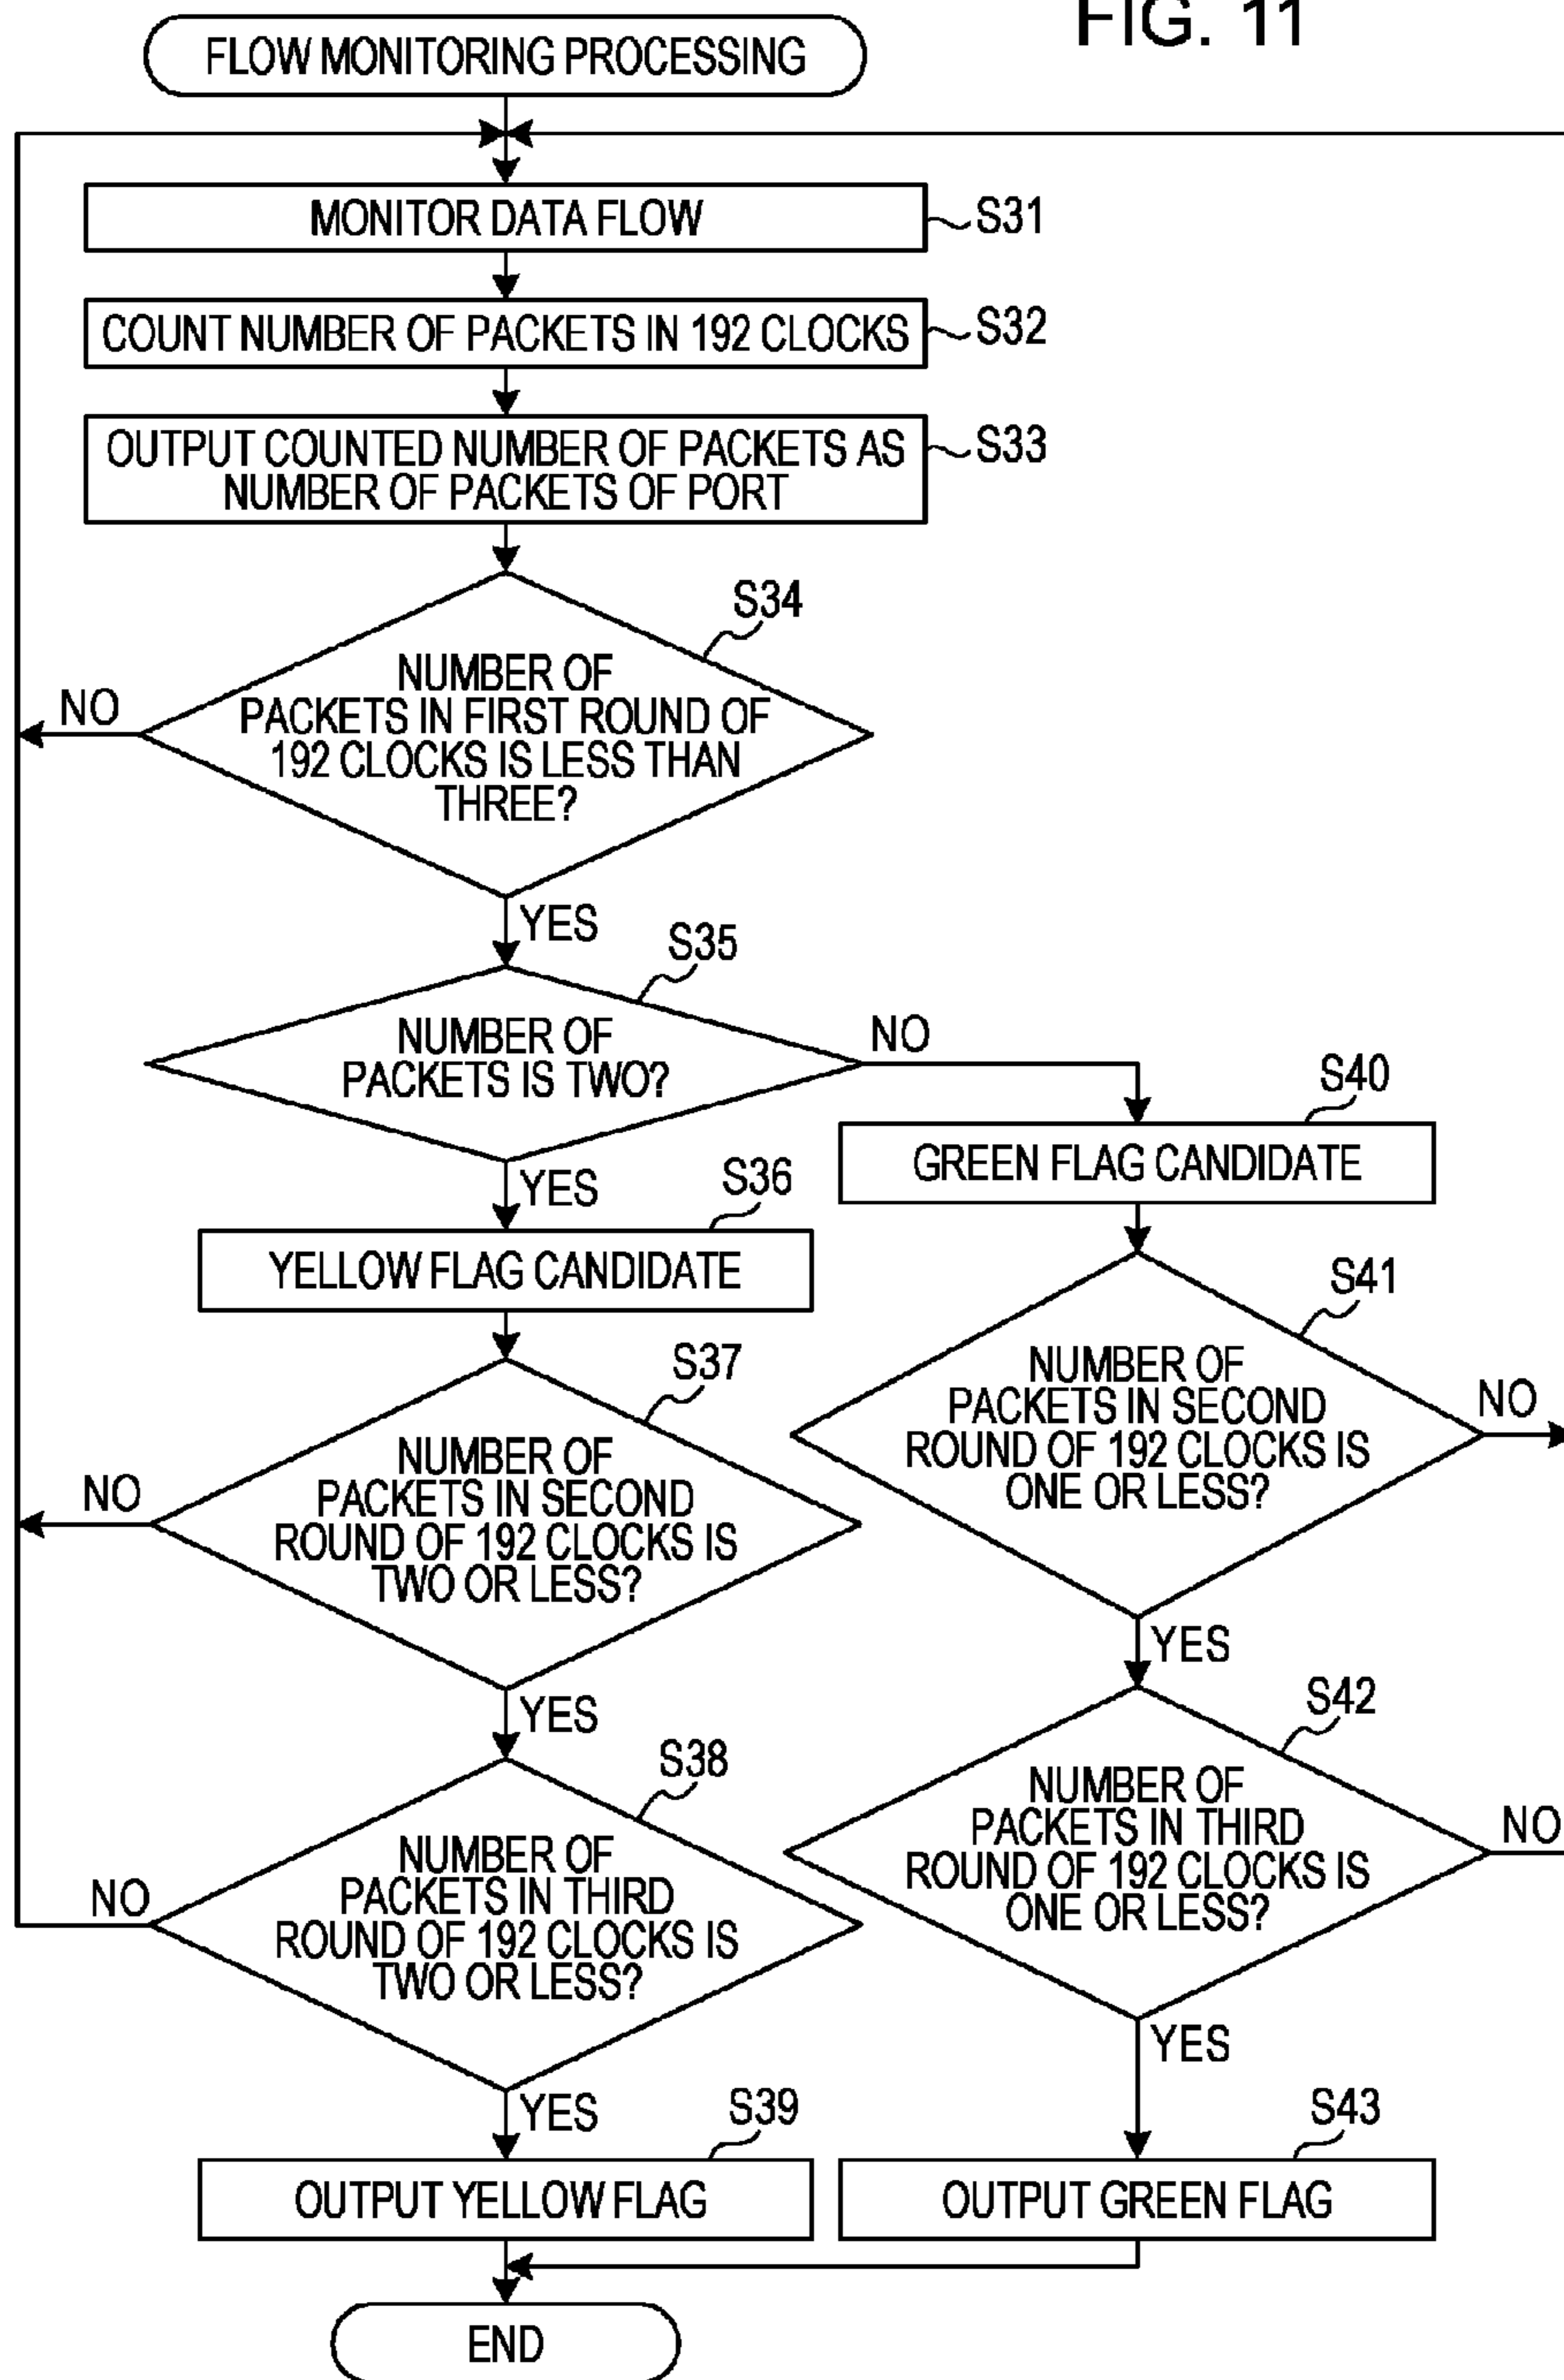 FIG. 11
FLOW MONITORING PROCESSING
MONITOR DATA FLOW
S31
COUNT NUMBER OF PACKETS IN 192 CLOCKS
S32
OUTPUT COUNTED NUMBER OF PACKETS AS
NUMBER OF PACKETS OF PORT
S33
S34
NUMBER OF
PACKETS IN FIRST ROUND OF
192 CLOCKS IS LESS THAN
THREE?
NO
YES
S35
NUMBER OF
PACKETS IS TWO?
NO
YES
S36
YELLOW FLAG CANDIDATE
S37
NUMBER OF
PACKETS IN SECOND
ROUND OF 192 CLOCKS IS
TWO OR LESS?
NO
YES
S38
NUMBER OF
PACKETS IN THIRD
ROUND OF 192 CLOCKS IS
TWO OR LESS?
NO
YES
S39
OUTPUT YELLOW FLAG
S40
GREEN FLAG CANDIDATE
S41
NUMBER OF
PACKETS IN SECOND
ROUND OF 192 CLOCKS IS
ONE OR LESS?
NO
YES
S42
NUMBER OF
PACKETS IN THIRD
ROUND OF 192 CLOCKS IS
ONE OR LESS?
NO
YES
S43
OUTPUT GREEN FLAG
END